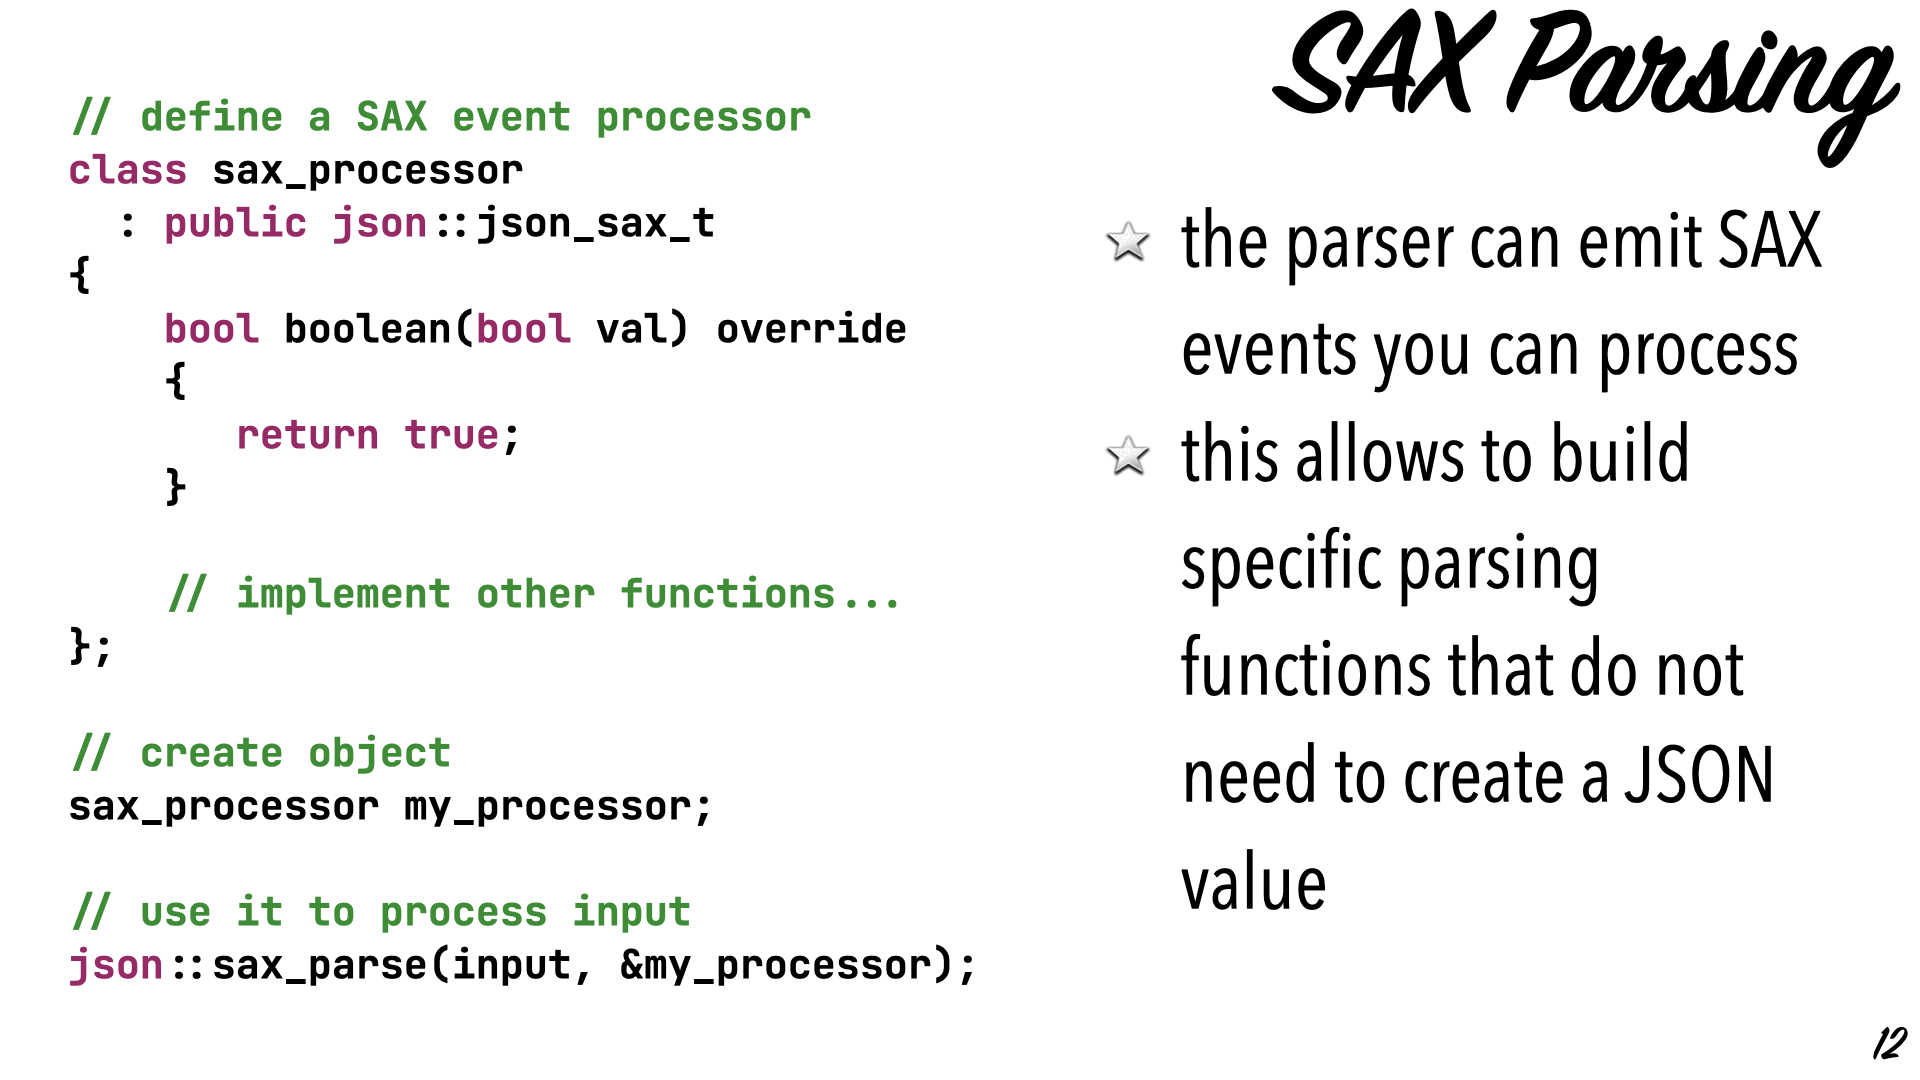 SAX Parsing
// define a SAX event processor
class sax_processor
  : public json::json_sax_t
{
    bool boolean(bool val) override
    {
       return true;
    }
    // implement other functions...
};
// create object
sax_processor my_processor;
// use it to process input
json::sax_parse(input, &my_processor);
the parser can emit SAX
events you can process
this allows to build
specific parsing
functions that do not
need to create a JSON
value
12